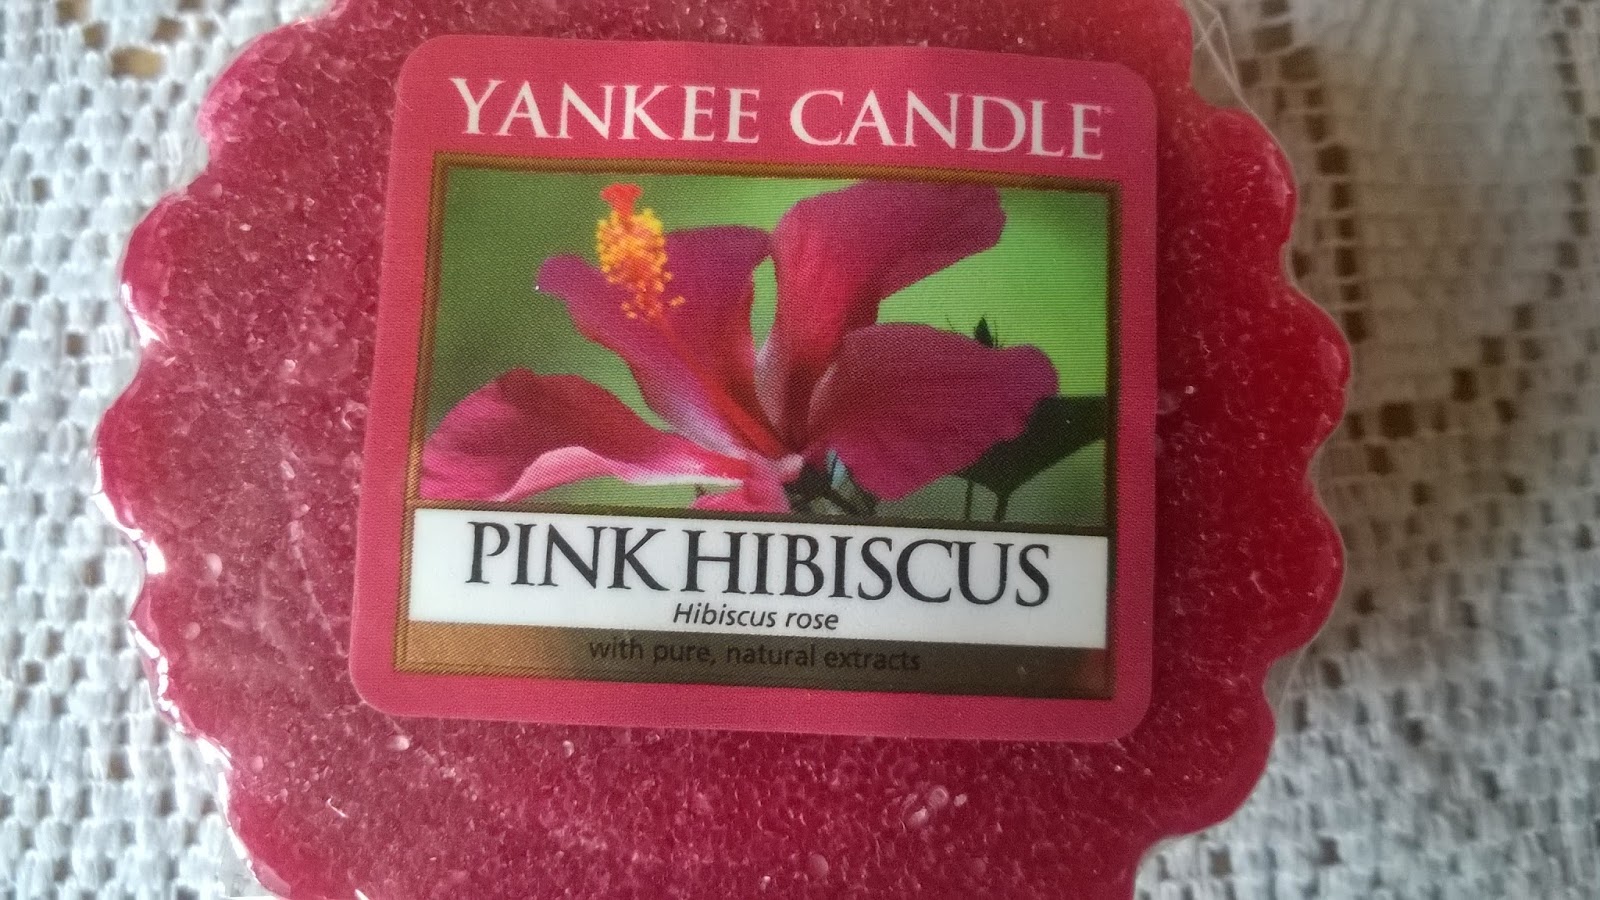 YANKEE CANDLE
PINK HIBISCUS
Hibiscus rose
with pure, natural extracts